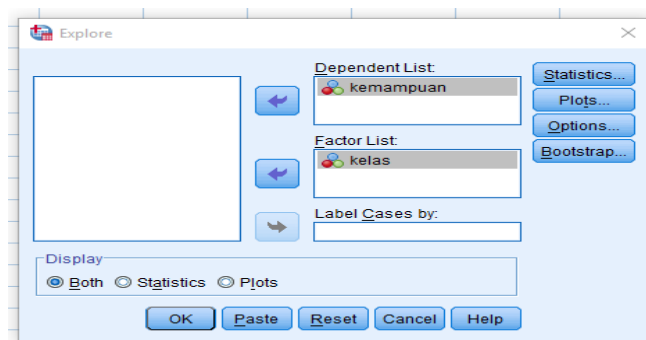 Explore
Dependent List:
kemampuan
Factor List:
kelas
Label Cases by:
Statistics...
Plots...
Options...
Bootstrap...
Display
Both Statistics Plots
OK Paste Reset Cancel Help